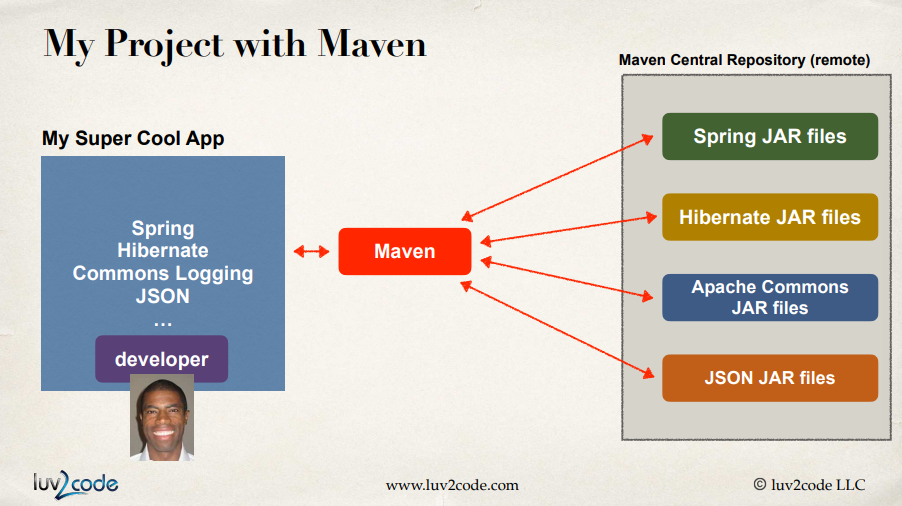 My Project with Maven
Maven Central Repository (remote)
My Super Cool App
Spring
Hibernate
Commons Logging
JSON
...
developer
Maven
Spring JAR files
Hibernate JAR files
Apache Commons
JAR files
JSON JAR files
luv2code
www.luv2code.com
© luv2code LLC